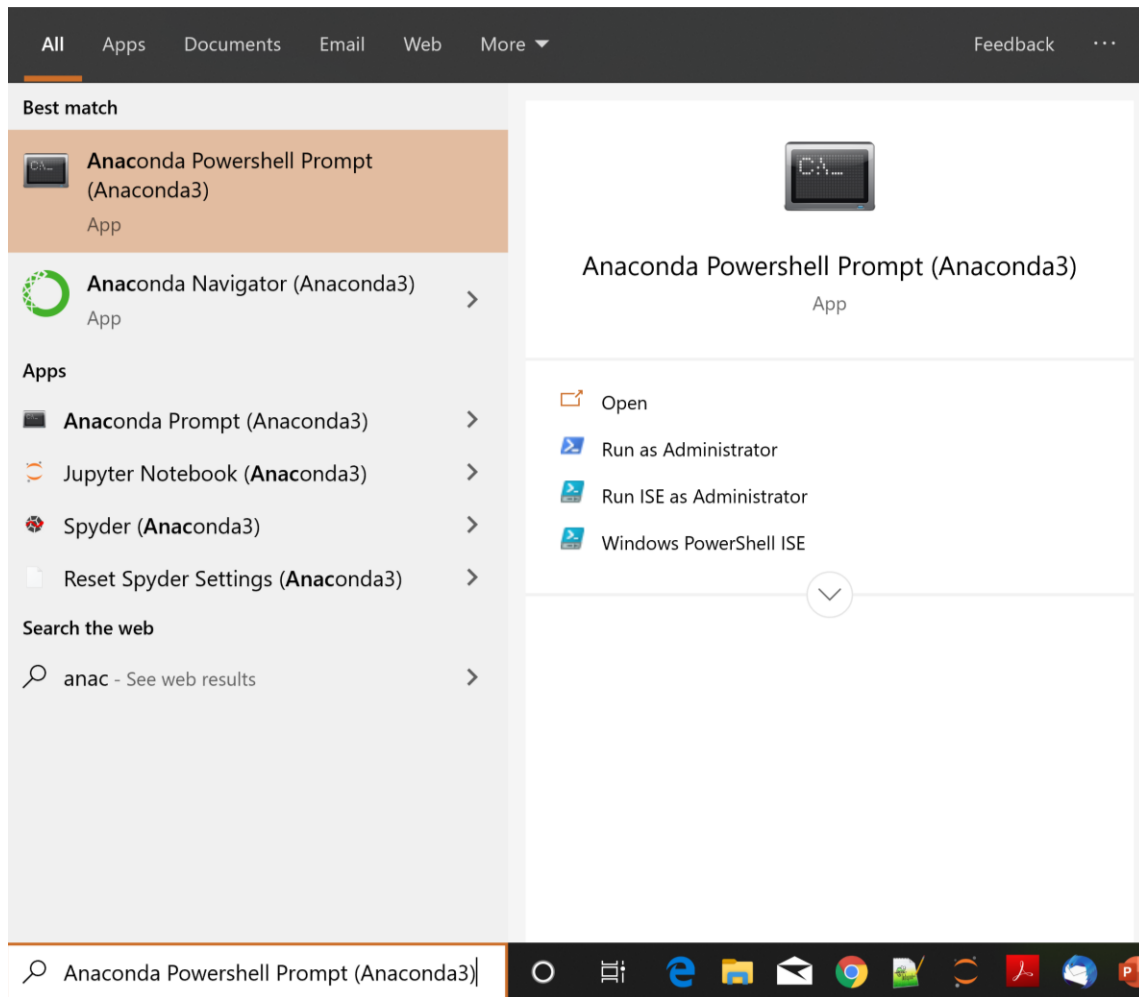 All Apps Documents Email Web More Feedback ...
Best match
Anaconda Powershell Prompt
(Anaconda3)
App
Anaconda Navigator (Anaconda3)
App
Apps
Anaconda Prompt (Anaconda3)
Jupyter Notebook (Anaconda3)
Spyder (Anaconda3)
Reset Spyder Settings (Anaconda3)
Search the web
anac - See web results
C:\_
Anaconda Powershell Prompt (Anaconda3)
App
Open
Run as Administrator
Run ISE as Administrator
Windows PowerShell ISE
Anaconda Powershell Prompt (Anaconda3)